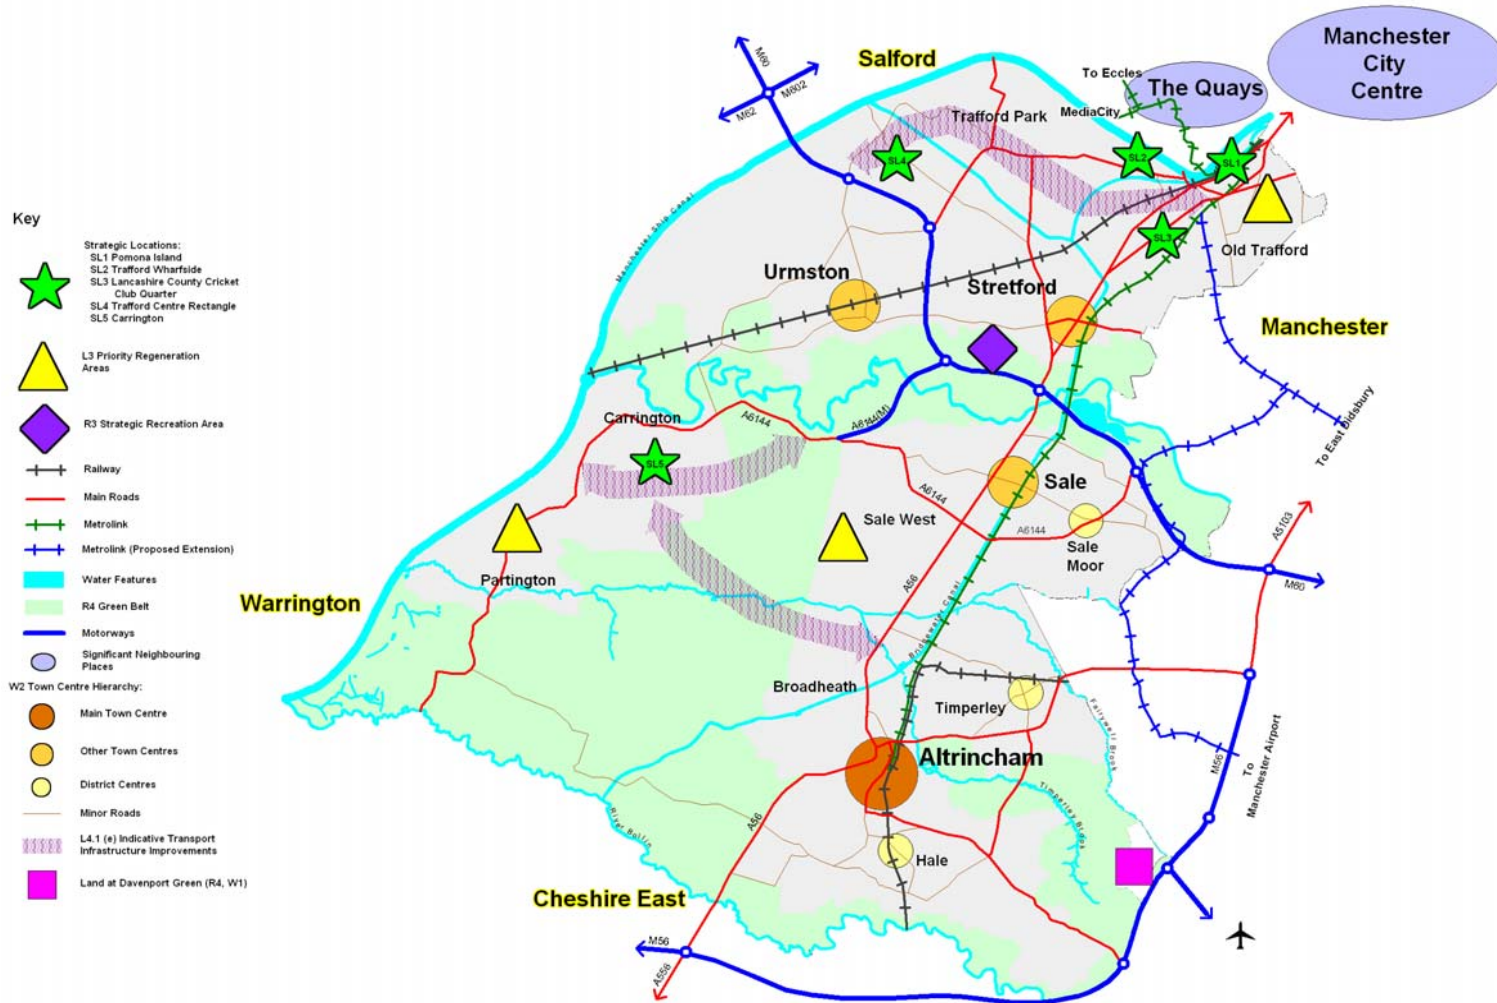 Key
Strategic Locations:
SL1 Pomona Island
SL2 Trafford Wharfside
SL3 Lancashire County Cricket
Club Quarter
SL4 Trafford Centre Rectangle
SL5 Carrington
L3 Priority Regeneration
Areas
R3 Strategic Recreation Area
Railway
Main Roads
Metrolink
Metrolink (Proposed Extension)
Water Features
R4 Green Belt
Motorways
Significant Neighbouring
Places
W2 Town Centre Hierarchy:
Main Town Centre
Other Town Centres
District Centres
Minor Roads
L4.1 (e) Indicative Transport
Infrastructure Improvements
Land at Davenport Green (R4, W1)
Manchester
City
Centre
The Quays
To Eccles
MediaCity
Salford
M60
M602
M62
Trafford Park
SL4
SL2
SL1
SL3
Old Trafford
Manchester Ship Canal
Urmston
Stretford
Manchester
To East Didsbury
Carrington
A6144
A6144(M)
SL5
Sale
A6144
A6144
Sale West
Sale
Moor
A5103
M60
Partington
Warrington
A56
Bridgewater Canal
Broadheath
Timperley
Fairywell Brook
Altrincham
Timperley Brook
M56
To
Manchester Airport
A56
River Bollin
Hale
Cheshire East
M56
A556